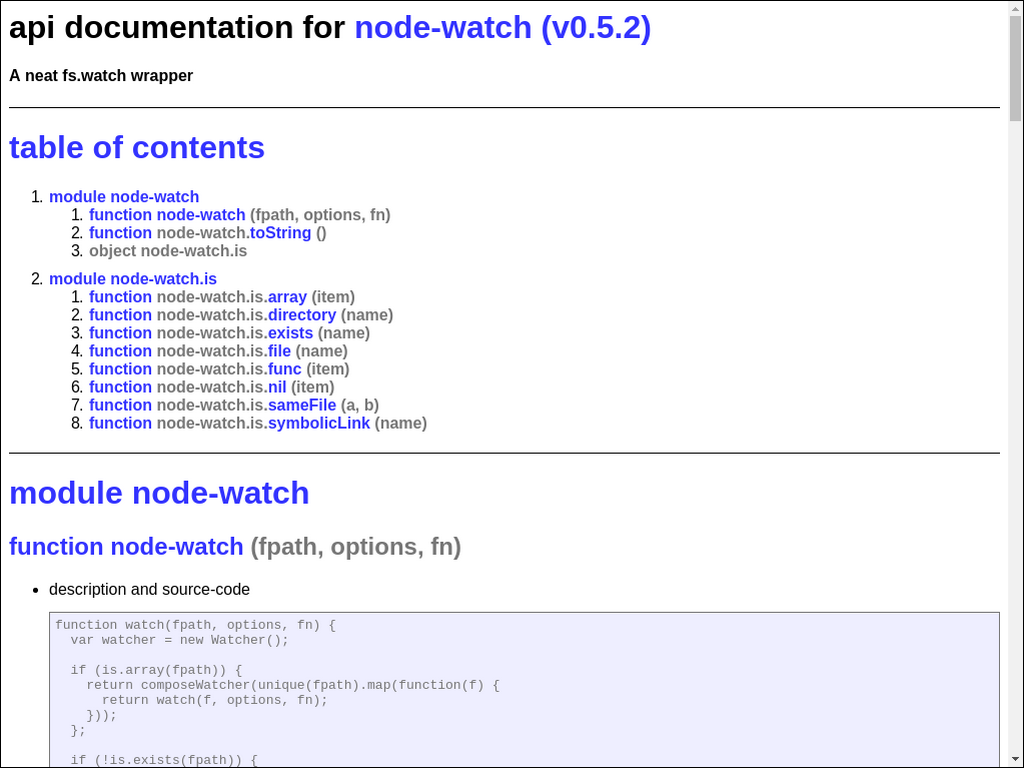 api documentation for node-watch (v0.5.2)
A neat fs.watch wrapper
table of contents
1. module node-watch
1. function node-watch (fpath, options, fn)
2. function node-watch.toString ()
3. object node-watch.is
2. module node-watch.is
1. function node-watch.is.array (item)
2. function node-watch.is.directory (name)
3. function node-watch.is.exists (name)
4. function node-watch.is.file (name)
5. function node-watch.is.func (item)
6. function node-watch.is.nil (item)
7. function node-watch.is.sameFile (a, b)
8. function node-watch.is.symbolicLink (name)
module node-watch
function node-watch (fpath, options, fn)
• description and source-code
function watch(fpath, options, fn) {
  var watcher = new Watcher();
  if (is.array(fpath)) {
    return composeWatcher(unique(fpath).map(function(f) {
      return watch(f, options, fn);
    }));
  };
  if (!is.exists(fpath)) {